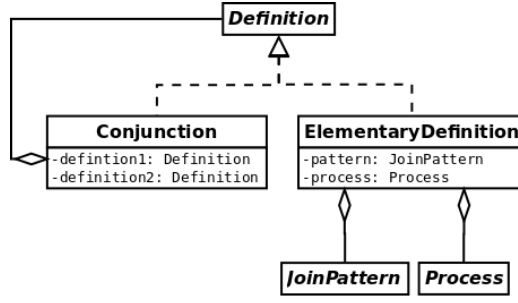 Definition
Conjunction
-defintion1: Definition
-definition2: Definition
ElementaryDefinition
-pattern: JoinPattern
-process: Process
JoinPattern
Process